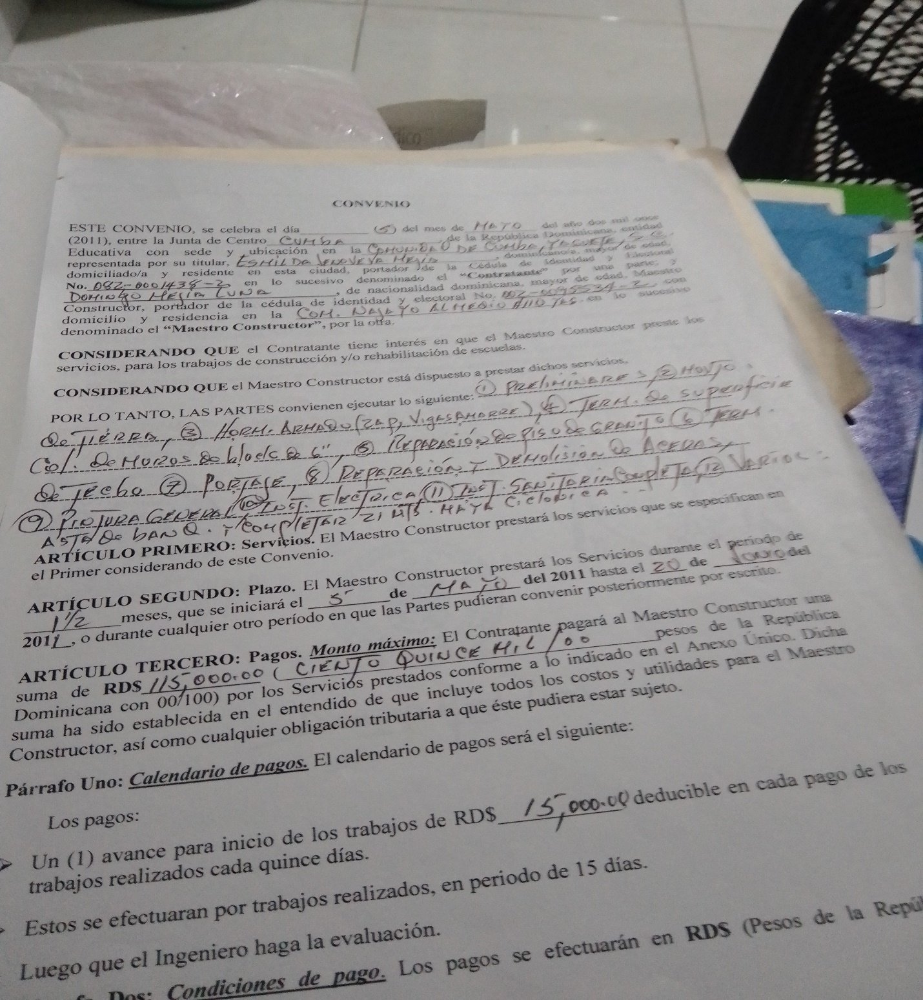 dico
CONVENIO
ESTE CONVENIO, se celebra el día__________ (5) del mes de MAYO del año dos mil once
(2011), entre la Junta de Centro CUMBA, de la República Dominicana, entidad
Educativa con sede y ubicación en la COMUNIDAD DE CUMBA, YAGUATE, S.C.
representada por su titular, ESMILDA MEJIA, dominicano/a, mayor de edad,
domiciliado/a y residente en esta ciudad, portador de la Cédula de Identidad y Electoral
No. 082-0001438-2 en lo sucesivo denominado el “Contratante” por una parte; y
DOMINGO MEJIA LUNA, de nacionalidad dominicana, mayor de edad, Maestro
Constructor, portador de la cédula de identidad y electoral No. con
domicilio y residencia en la COM. NAJAYO AL MEDIO en lo sucesivo
denominado el “Maestro Constructor”, por la otra.
CONSIDERANDO QUE el Contratante tiene interés en que el Maestro Constructor preste los
servicios, para los trabajos de construcción y/o rehabilitación de escuelas.
CONSIDERANDO QUE el Maestro Constructor está dispuesto a prestar dichos servicios,
POR LO TANTO, LAS PARTES convienen ejecutar lo siguiente: ① PRELIMINARES, ② MOVTO.
De TIERRA, ③ HORM. ARMADO (ZAP, VIGAS AMARRE), ④ TERM. De SUperficie
Col. De MUROS de blocks de 6", ⑤ REPARACIÓN De PISO de GRANITO ⑥ TERM.
De Techo ⑦ PORTAJE, ⑧ REPARACIÓN Y DEMOlISIÓN De ACERAS,
⑨ PINTURA GENERAL, ⑩ INST. ElecTRICA, ⑪ INST. SANITARIA CompleTA, ⑫ VARIOS:
ASTA De BAND. Y COMPLETAR 21 MTS. MAYA CiclONICA..
ARTÍCULO PRIMERO: Servicios. El Maestro Constructor prestará los servicios que se especifican en
el Primer considerando de este Convenio.
ARTÍCULO SEGUNDO: Plazo. El Maestro Constructor prestará los Servicios durante el periodo de
1 1/2 meses, que se iniciará el 5 de MAYO del 2011 hasta el 20 de Junio del
2011__, o durante cualquier otro período en que las Partes pudieran convenir posteriormente por escrito.
ARTÍCULO TERCERO: Pagos. Monto máximo: El Contratante pagará al Maestro Constructor una
suma de RD$ 115,000.00 (CIENTO QUINCE MIL /00 pesos de la República
Dominicana con 00/100) por los Servicios prestados conforme a lo indicado en el Anexo Único. Dicha
suma ha sido establecida en el entendido de que incluye todos los costos y utilidades para el Maestro
Constructor, así como cualquier obligación tributaria a que éste pudiera estar sujeto.
Párrafo Uno: Calendario de pagos. El calendario de pagos será el siguiente:
Los pagos:
Un (1) avance para inicio de los trabajos de RD$ 15,000.00 deducible en cada pago de los
trabajos realizados cada quince días.
Estos se efectuaran por trabajos realizados, en periodo de 15 días.
Luego que el Ingeniero haga la evaluación.
Dos: Condiciones de pago. Los pagos se efectuarán en RD$ (Pesos de la Repúb